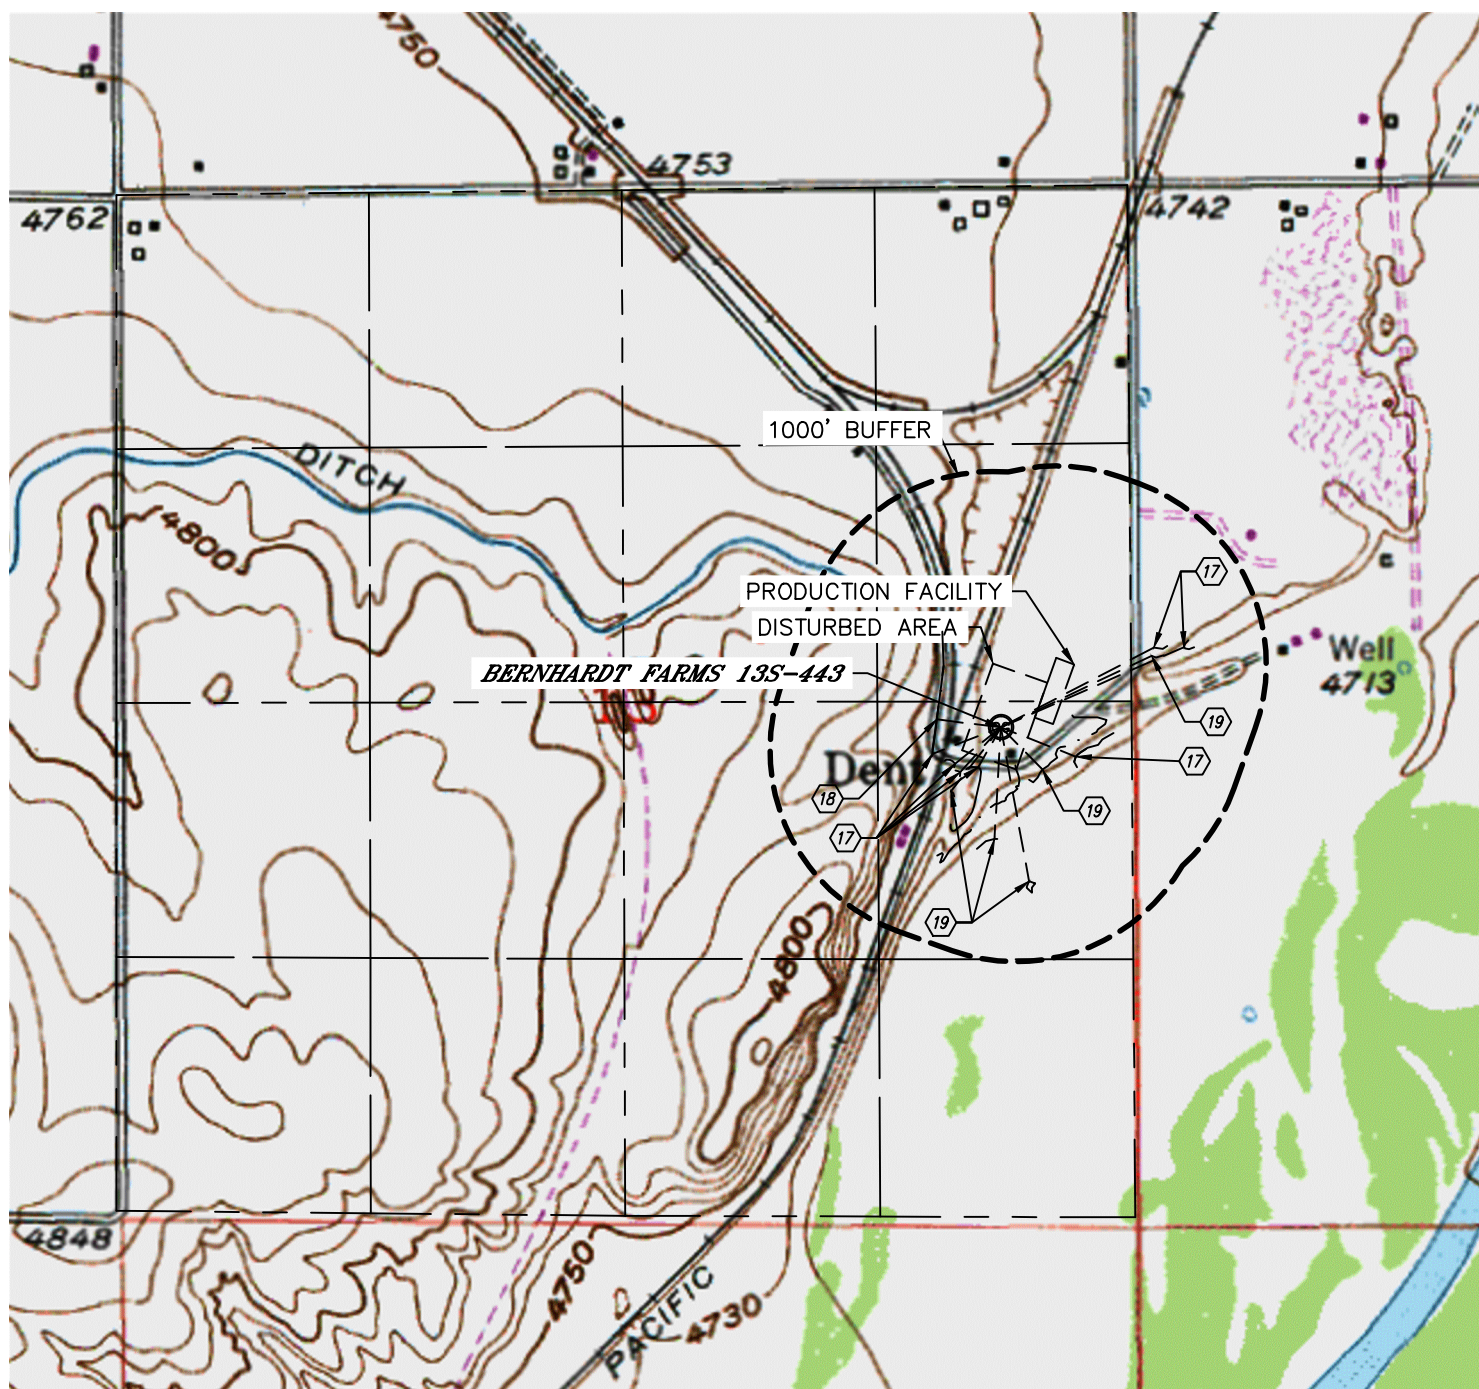 4750
4753
4762
4742
1000' BUFFER
DITCH
4800
17
PRODUCTION FACILITY
DISTURBED AREA
Well
4713
BERNHARDT FARMS 13S-443
19
17
Dent
18
19
17
19
4800
4848
4750
PACIFIC
4730